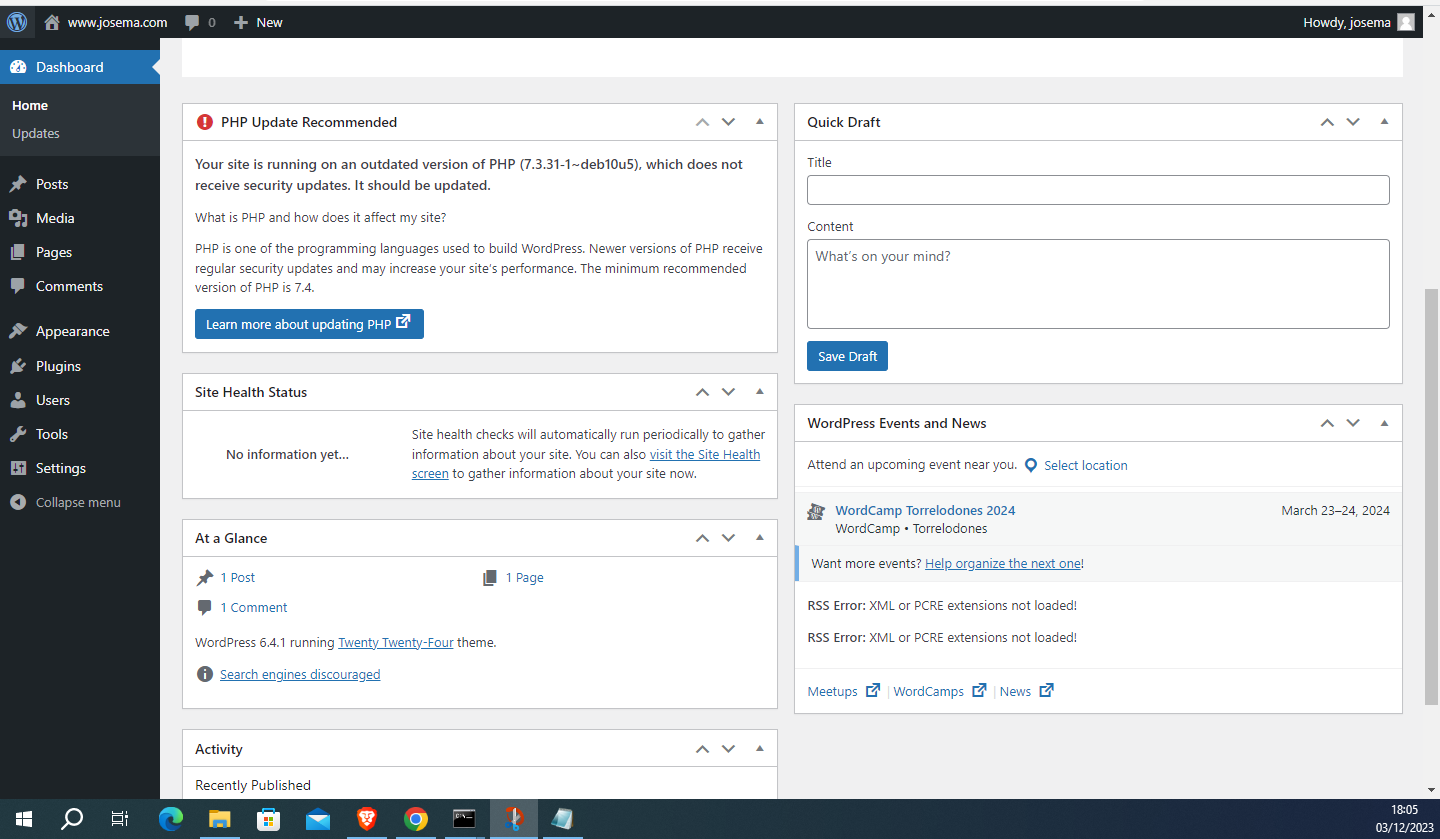 www.josema.com
0
New
Howdy, josema
Dashboard
Home
Updates
Posts
Media
Pages
Comments
Appearance
Plugins
Users
Tools
Settings
Collapse menu
PHP Update Recommended
Your site is running on an outdated version of PHP (7.3.31-1~deb10u5), which does not
receive security updates. It should be updated.
What is PHP and how does it affect my site?
PHP is one of the programming languages used to build WordPress. Newer versions of PHP receive
regular security updates and may increase your site's performance. The minimum recommended
version of PHP is 7.4.
Learn more about updating PHP
Site Health Status
No information yet...
Site health checks will automatically run periodically to gather
information about your site. You can also visit the Site Health
screen to gather information about your site now.
At a Glance
1 Post
1 Page
1 Comment
WordPress 6.4.1 running Twenty Twenty-Four theme.
Search engines discouraged
Activity
Recently Published
Quick Draft
Title
Content
What's on your mind?
Save Draft
WordPress Events and News
Attend an upcoming event near you. Select location
WordCamp Torrelodones 2024
March 23–24, 2024
WordCamp • Torrelodones
Want more events? Help organize the next one!
RSS Error: XML or PCRE extensions not loaded!
RSS Error: XML or PCRE extensions not loaded!
Meetups | WordCamps | News
18:05
03/12/2023